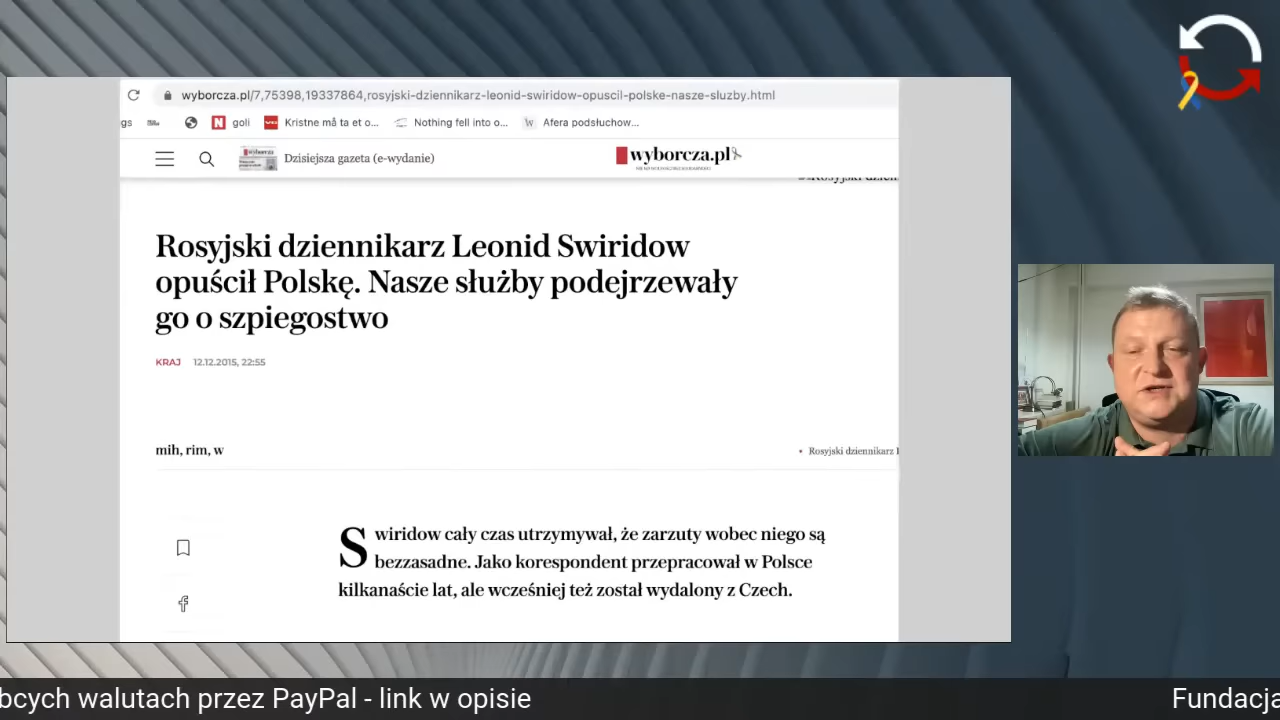 wyborcza.pl/7,75398,19337864,rosyjski-dziennikarz-leonid-swiridow-opuscil-polske-nasze-sluzby.html
gs
goli
Kristne må ta et o...
Nothing fell into o...
Afera podsłuchow...
Dzisiejsza gazeta (e-wydanie)
wyborcza.pl
Rosyjski dziennikarz Leonid Swiridow
opuścił Polskę. Nasze służby podejrzewały
go o szpiegostwo
KRAJ 12.12.2015, 22:55
mih, rim, w
Rosyjski dziennikarz
Swiridow cały czas utrzymywał, że zarzuty wobec niego są
bezzasadne. Jako korespondent przepracował w Polsce
kilkanaście lat, ale wcześniej też został wydalony z Czech.
bcych walutach przez PayPal - link w opisie
Fundacja